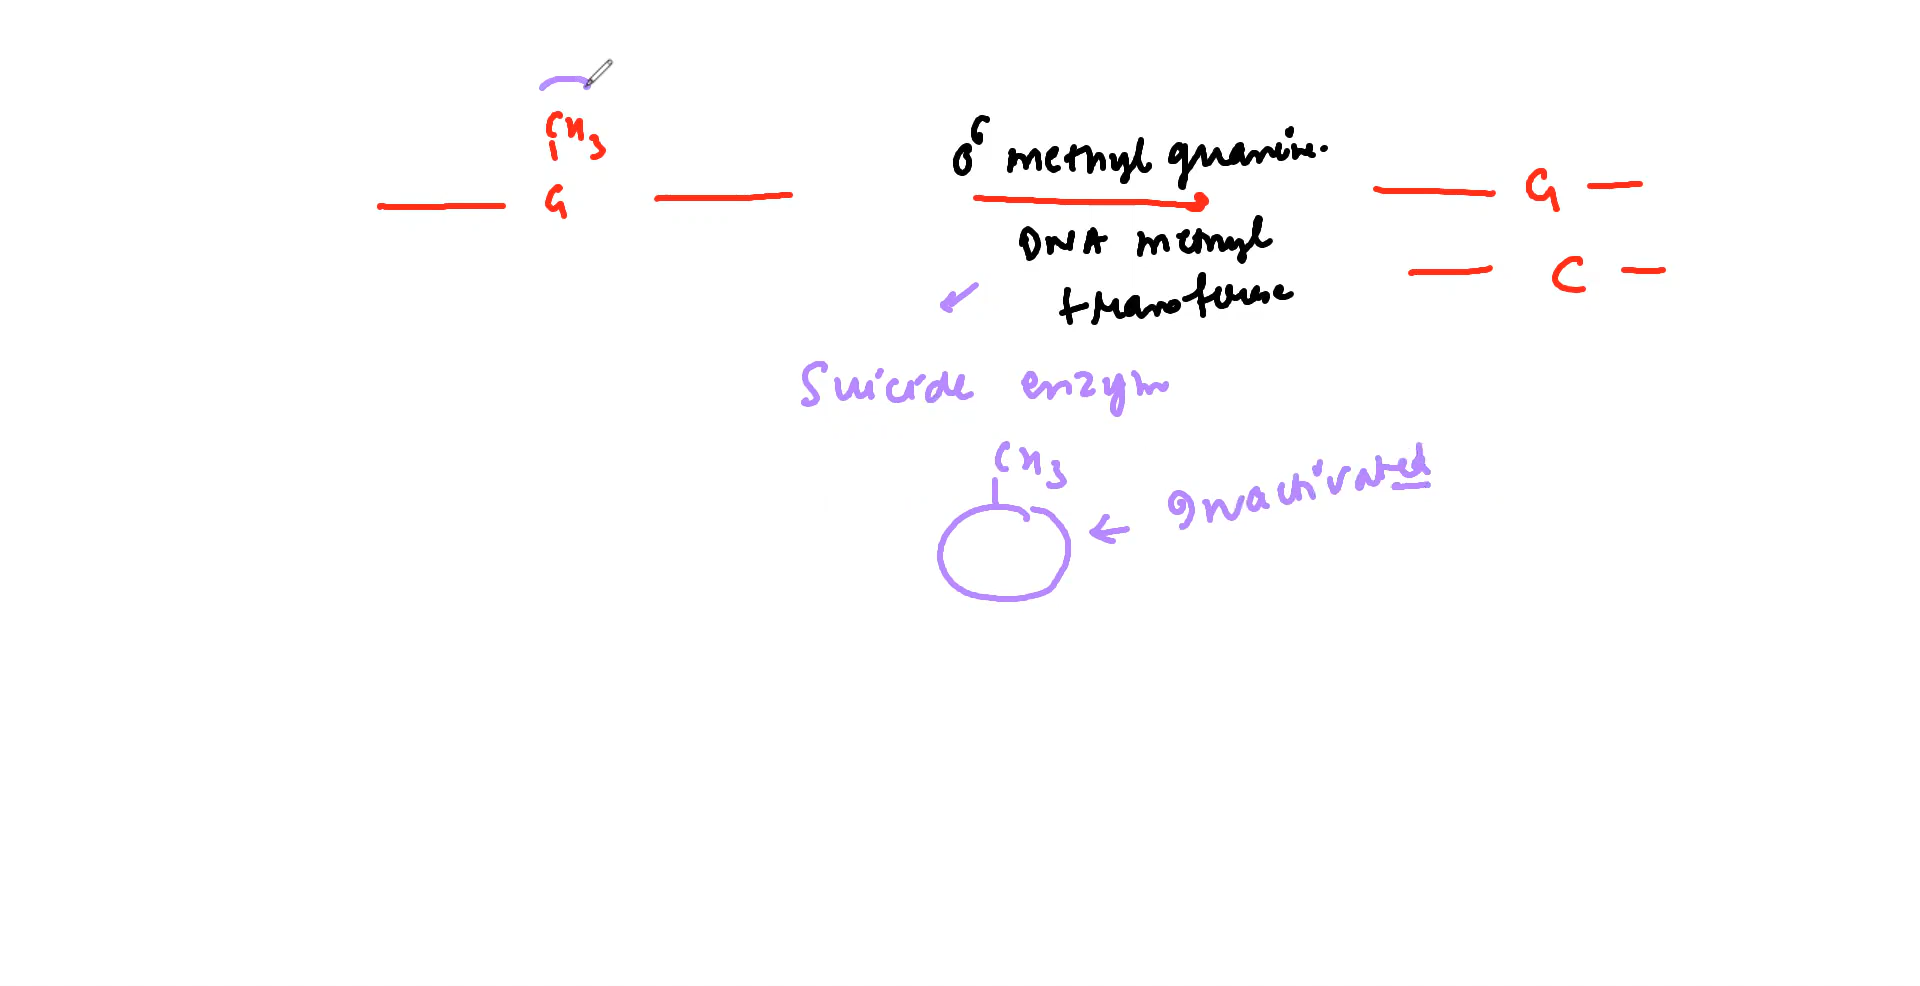 CH3
G
O6 methyl guanine.
DNA methyl
transferase
G
C
Suicide enzym
CH3
Inactivated